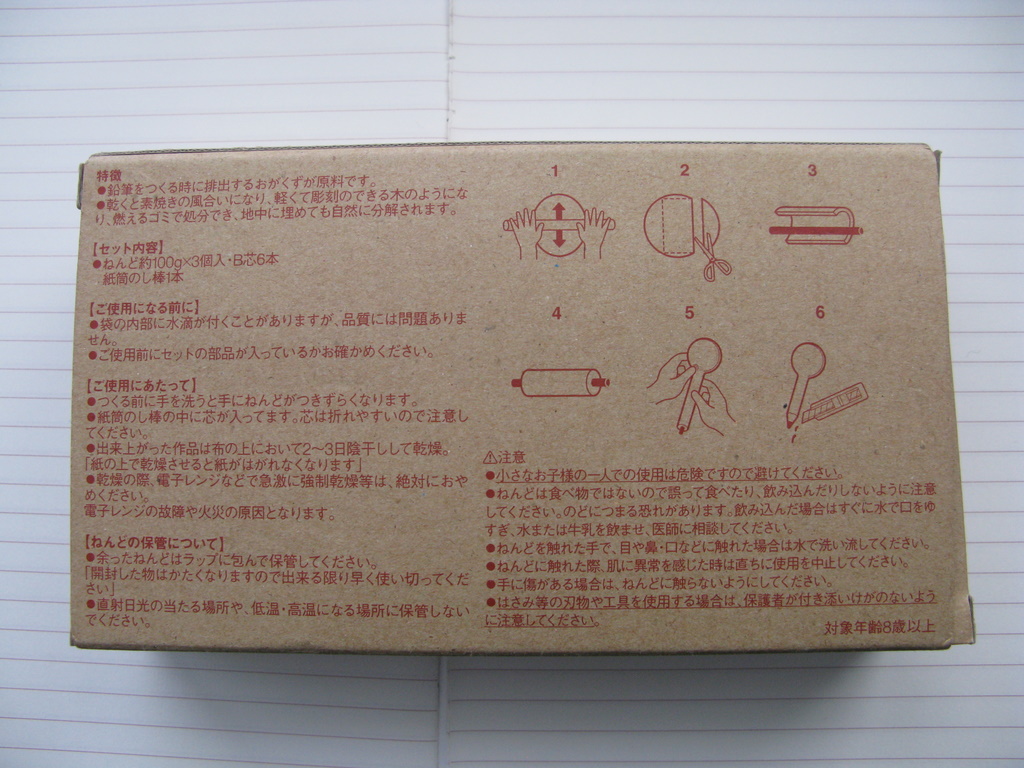 特徴
●鉛筆をつくる時に排出するおがくずが原料です。
●乾くと素焼きの風合いになり、軽くて彫刻のできる木のようにな
り、燃えるゴミで処分でき、地中に埋めても自然に分解されます。
【セット内容】
●ねんど約100g×3個入・B芯6本
紙筒のし棒1本
【ご使用になる前に】
●袋の内部に水滴が付くことがありますが、品質には問題ありま
せん。
●ご使用前にセットの部品が入っているかお確かめください。
【ご使用にあたって】
●つくる前に手を洗うと手にねんどがつきずらくなります。
●紙筒のし棒の中に芯が入ってます。芯は折れやすいので注意し
てください。
●出来上がった作品は布の上において2〜3日陰干しして乾燥。
「紙の上で乾燥させると紙がはがれなくなります」
●乾燥の際、電子レンジなどで急激に強制乾燥等は、絶対におや
めください。
電子レンジの故障や火災の原因となります。
【ねんどの保管について】
●余ったねんどはラップに包んで保管してください。
「開封した物はかたくなりますので出来る限り早く使い切ってくだ
さい」
●直射日光の当たる場所や、低温・高温になる場所に保管しない
でください。
1 2 3
4 5 6
⚠注意
●小さなお子様の一人での使用は危険ですので避けてください。
●ねんどは食べ物ではないので誤って食べたり、飲み込んだりしないように注意
してください。のどにつまる恐れがあります。飲み込んだ場合はすぐに水で口をゆ
すぎ、水または牛乳を飲ませ、医師に相談してください。
●ねんどを触れた手で、目や鼻・口などに触れた場合は水で洗い流してください。
●ねんどに触れた際、肌に異常を感じた時は直ちに使用を中止してください。
●手に傷がある場合は、ねんどに触らないようにしてください。
●はさみ等の刃物や工具を使用する場合は、保護者が付き添いけがのないよう
に注意してください。
対象年齢8歳以上